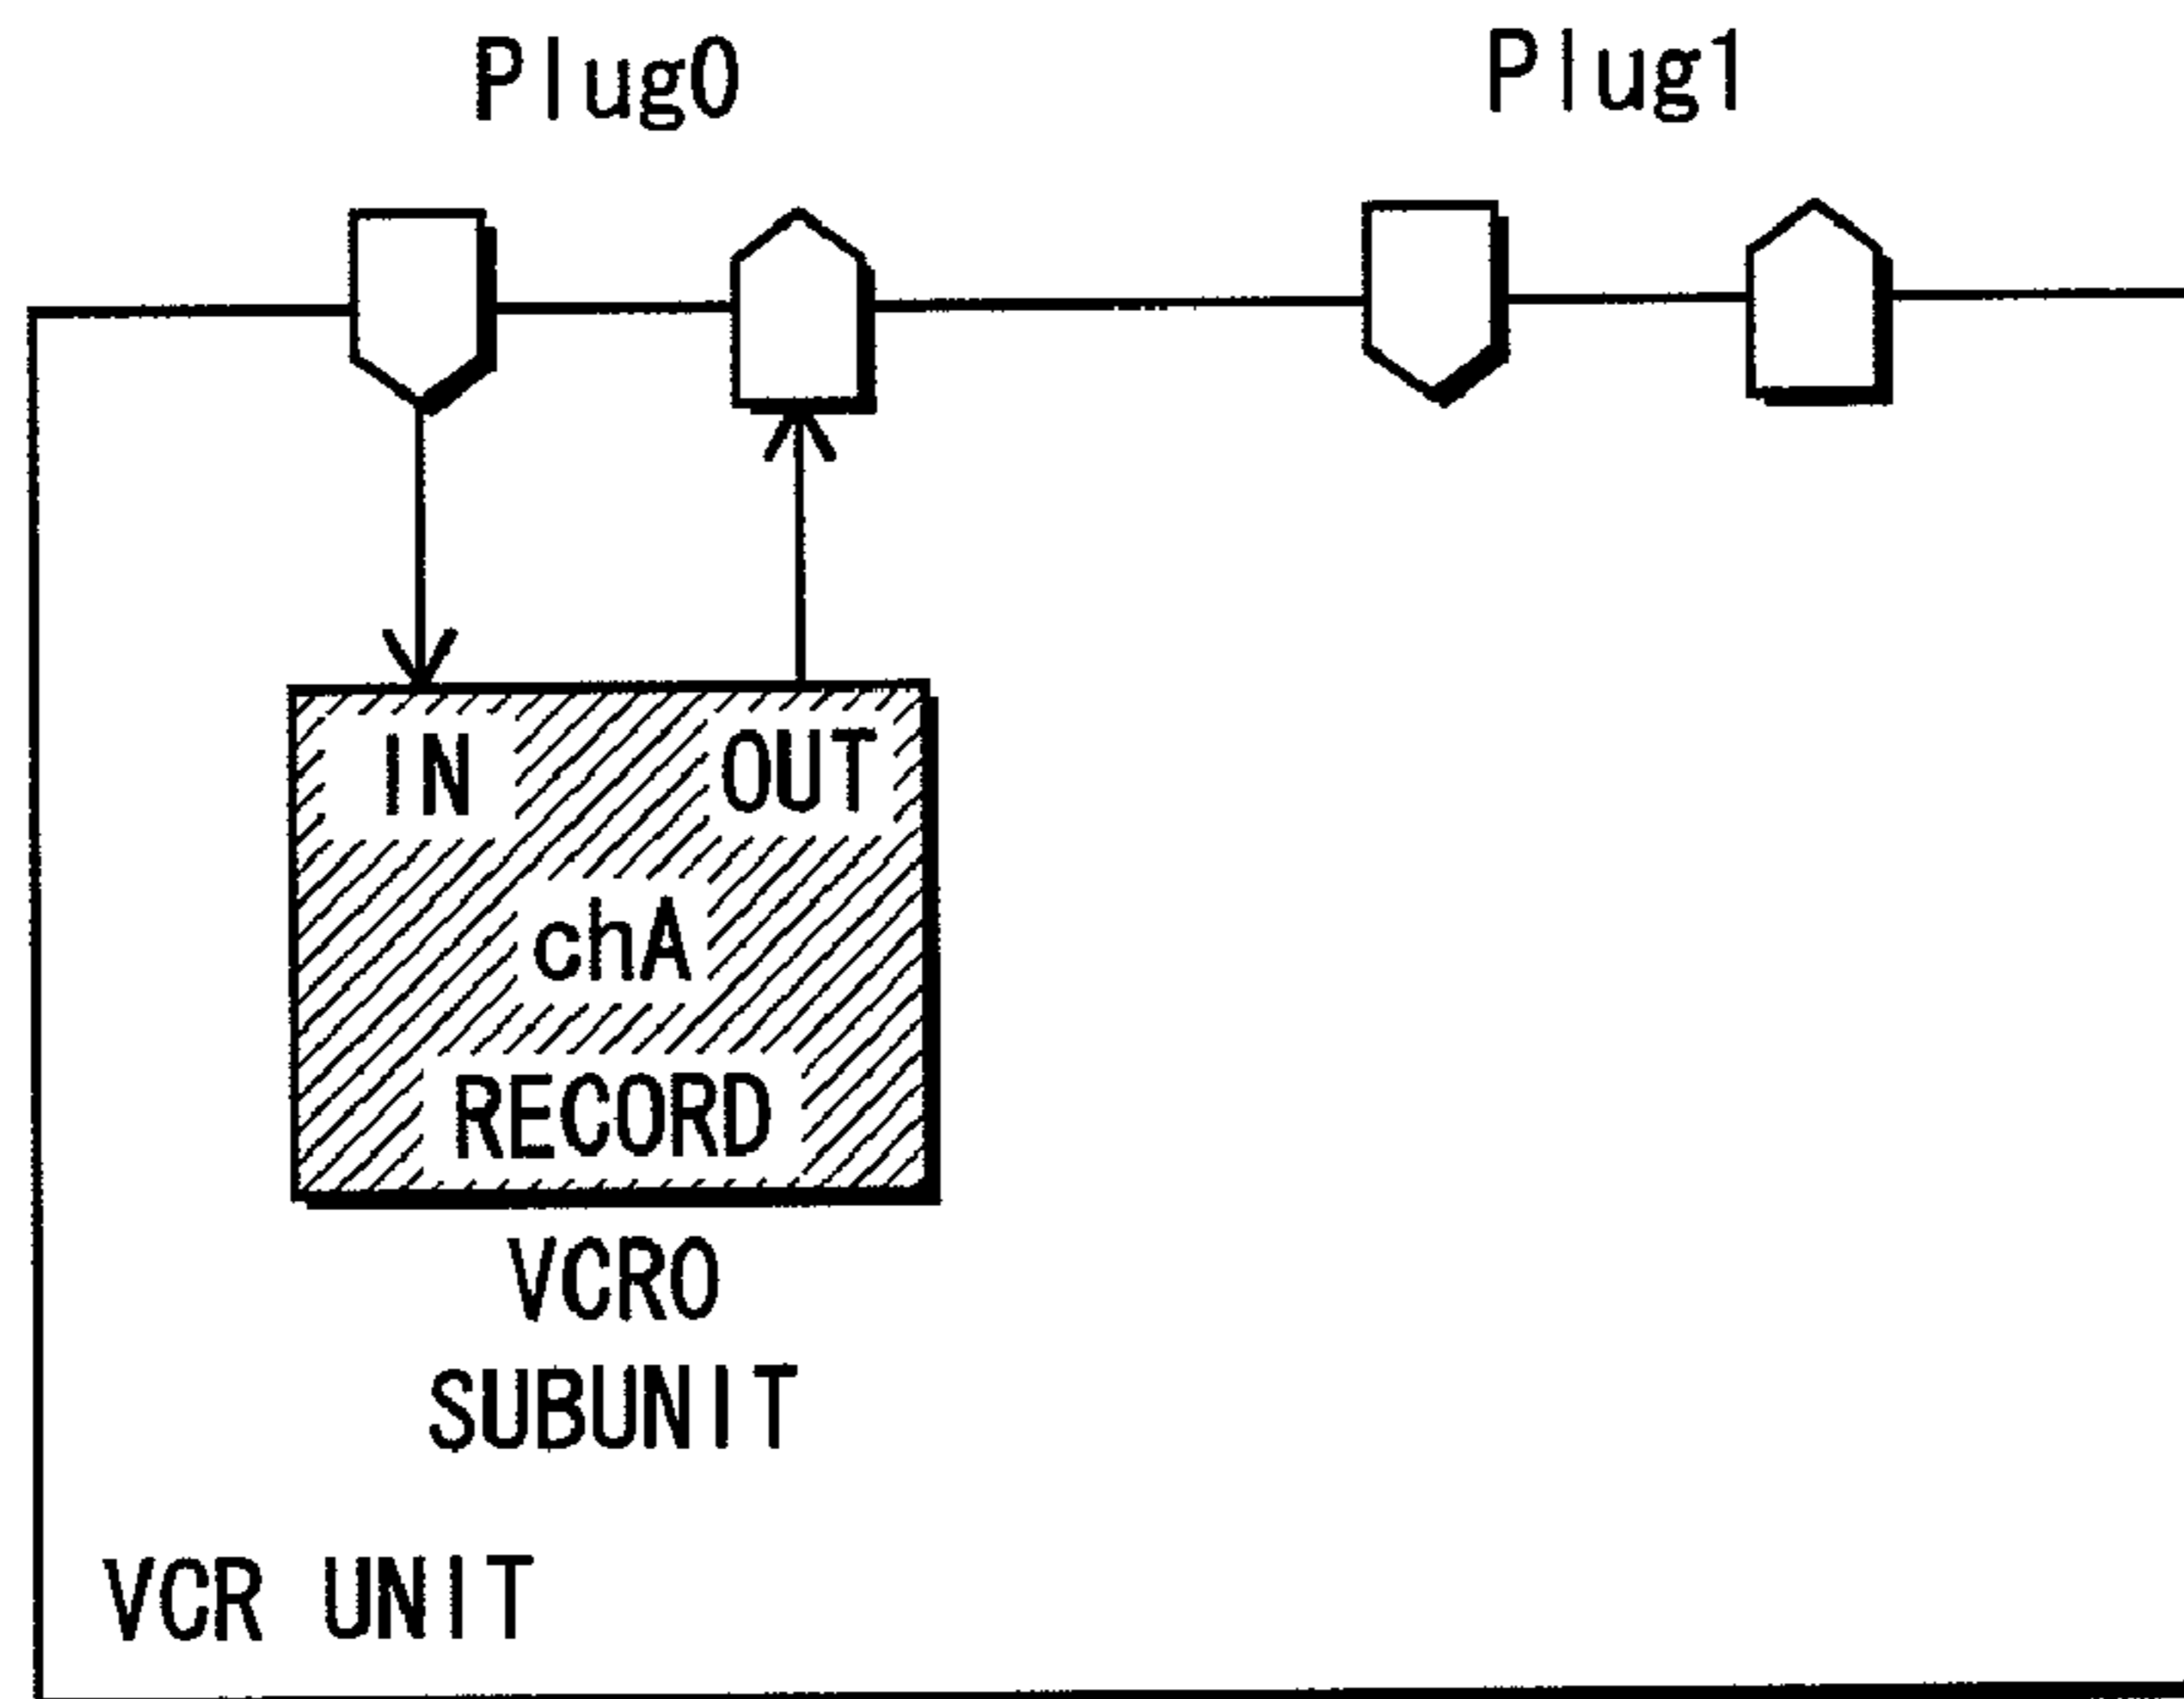 Plug0 Plug1
IN OUT
chA
RECORD
VCR0
SUBUNIT
VCR UNIT